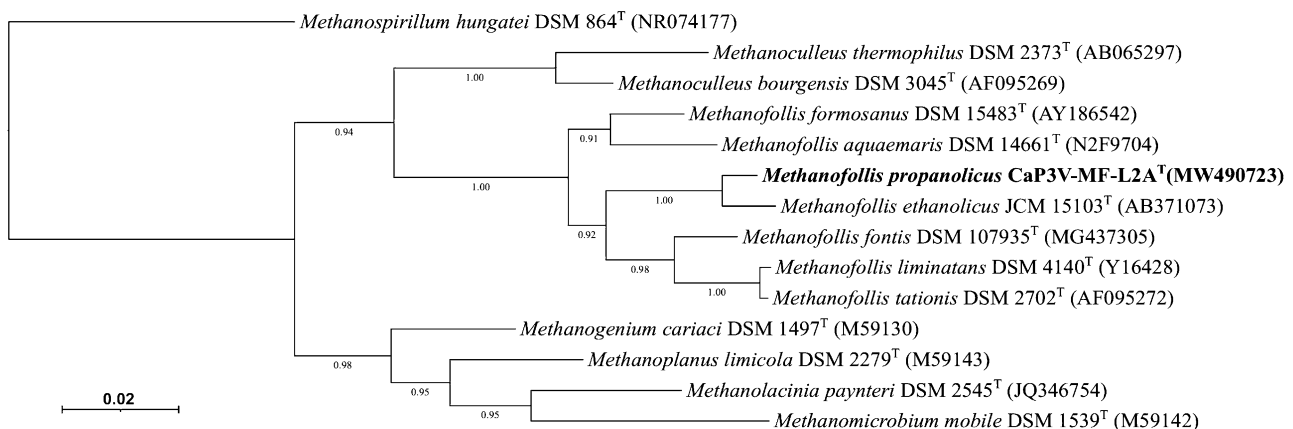 Methanospirillum hungatei DSM 864ᵀ (NR074177)
Methanoculleus thermophilus DSM 2373ᵀ (AB065297)
1.00
Methanoculleus bourgensis DSM 3045ᵀ (AF095269)
Methanofollis formosanus DSM 15483ᵀ (AY186542)
0.94
0.91
Methanofollis aquaemaris DSM 14661ᵀ (N2F9704)
Methanofollis propanolicus CaP3V-MF-L2Aᵀ(MW490723)
1.00
1.00
Methanofollis ethanolicus JCM 15103ᵀ (AB371073)
0.92
Methanofollis fontis DSM 107935ᵀ (MG437305)
0.98
Methanofollis liminatans DSM 4140ᵀ (Y16428)
1.00
Methanofollis tationis DSM 2702ᵀ (AF095272)
Methanogenium cariaci DSM 1497ᵀ (M59130)
0.98
Methanoplanus limicola DSM 2279ᵀ (M59143)
0.95
Methanolacinia paynteri DSM 2545ᵀ (JQ346754)
0.02
0.95
Methanomicrobium mobile DSM 1539ᵀ (M59142)